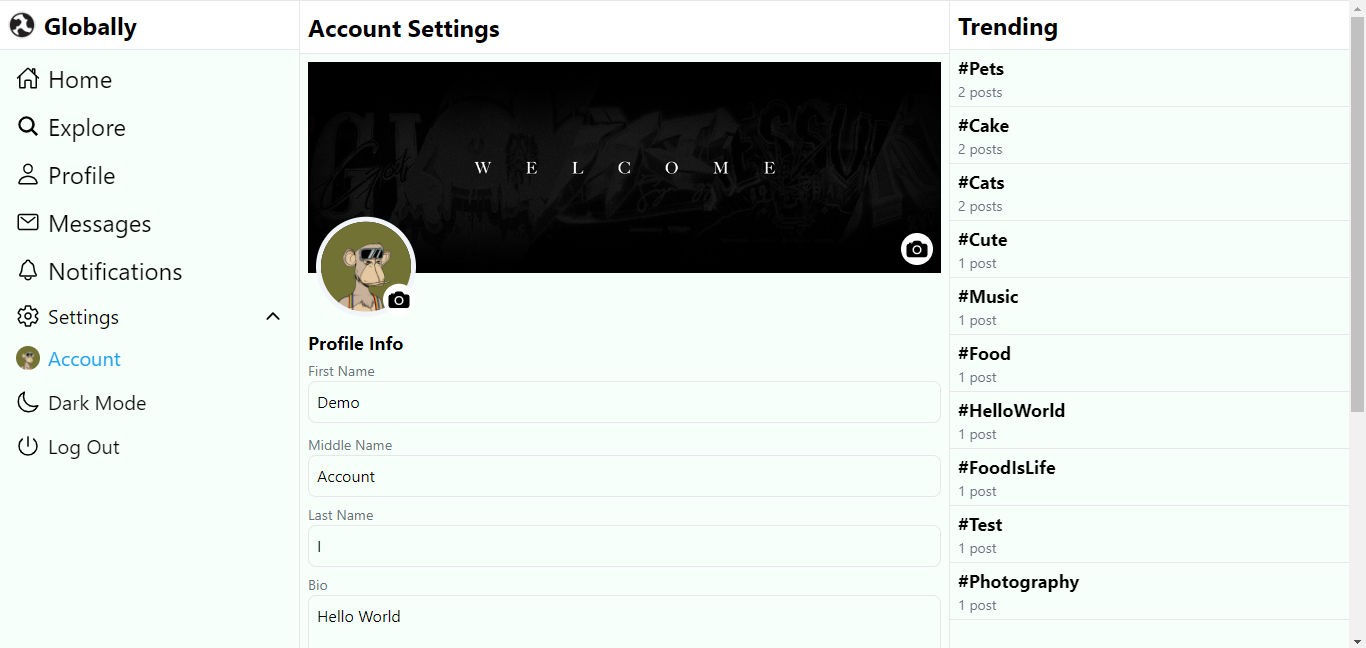 Globally
Home
Explore
Profile
Messages
Notifications
Settings
Account
Dark Mode
Log Out
Account Settings
W E L C O M E
Profile Info
First Name
Demo
Middle Name
Account
Last Name
I
Bio
Hello World
Trending
#Pets
2 posts
#Cake
2 posts
#Cats
2 posts
#Cute
1 post
#Music
1 post
#Food
1 post
#HelloWorld
1 post
#FoodIsLife
1 post
#Test
1 post
#Photography
1 post